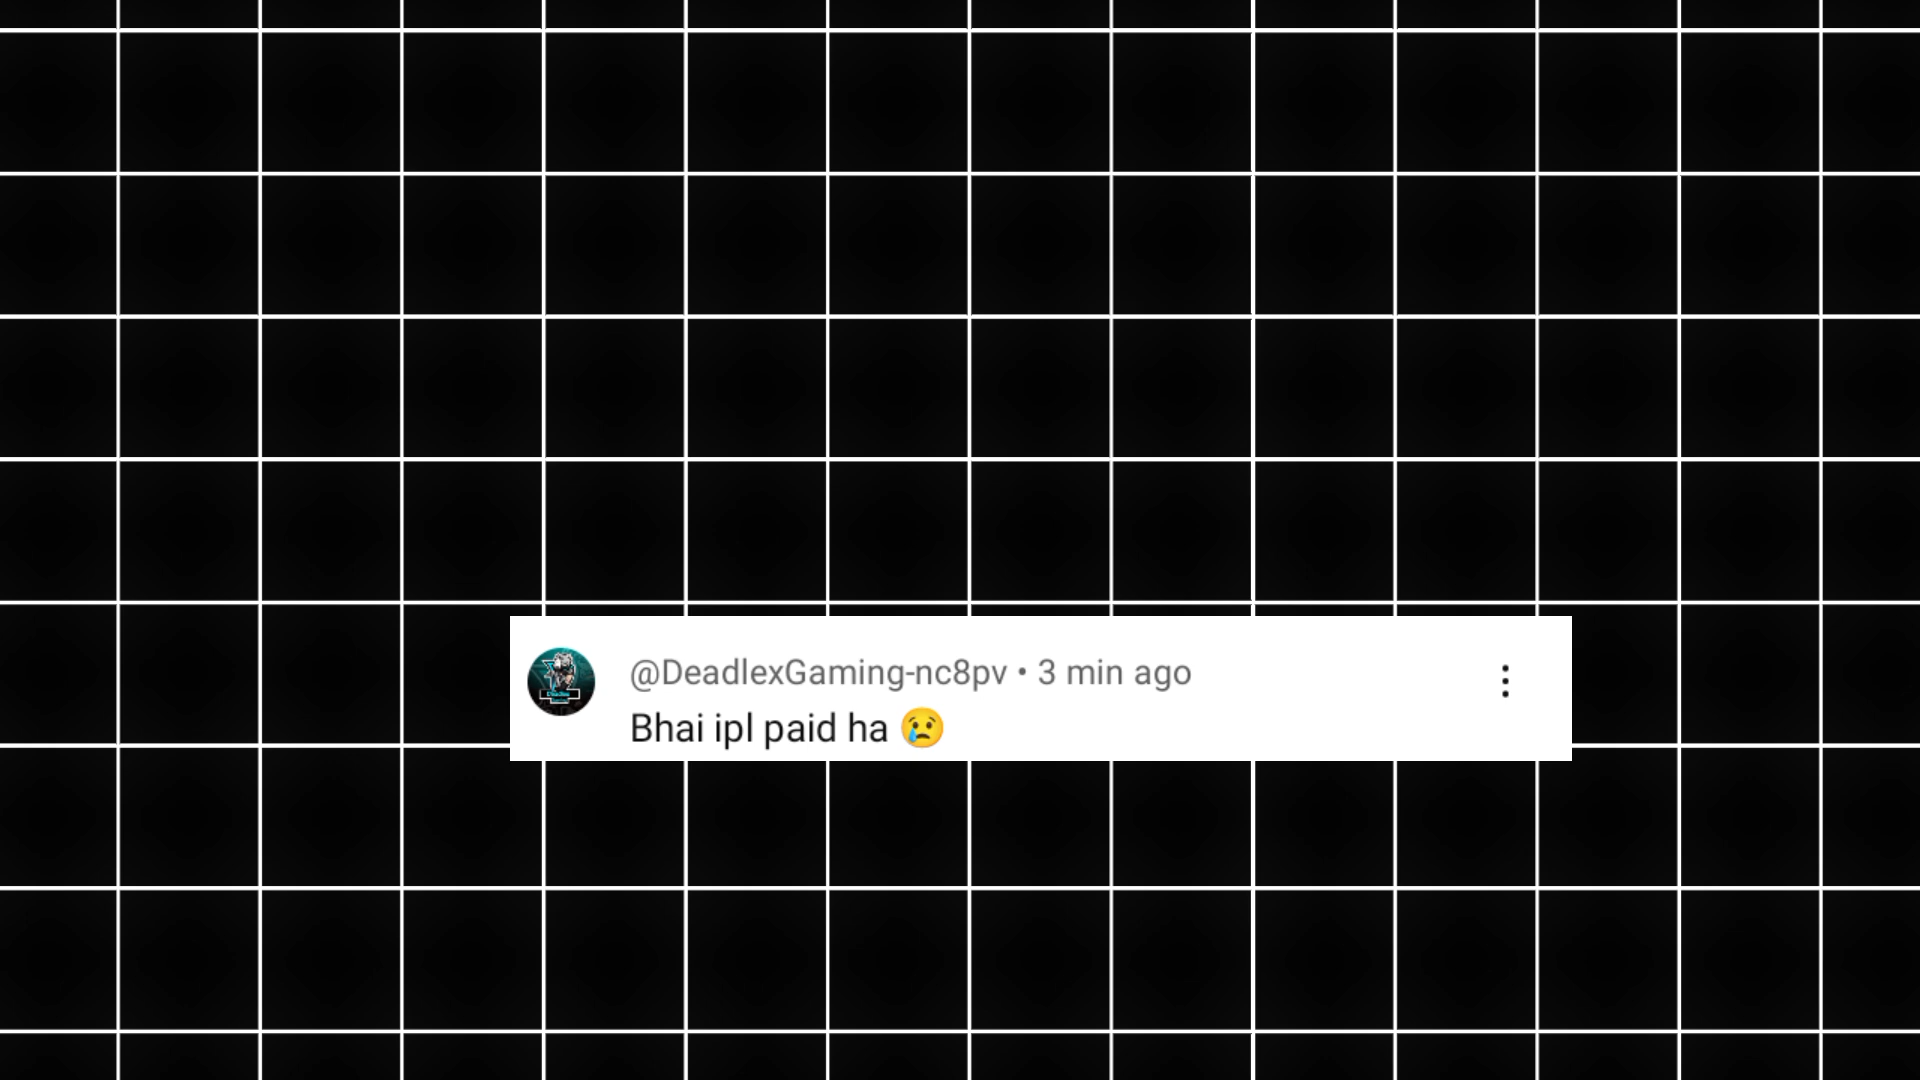 @DeadlexGaming-nc8pv • 3 min ago
Bhai ipl paid ha 😢